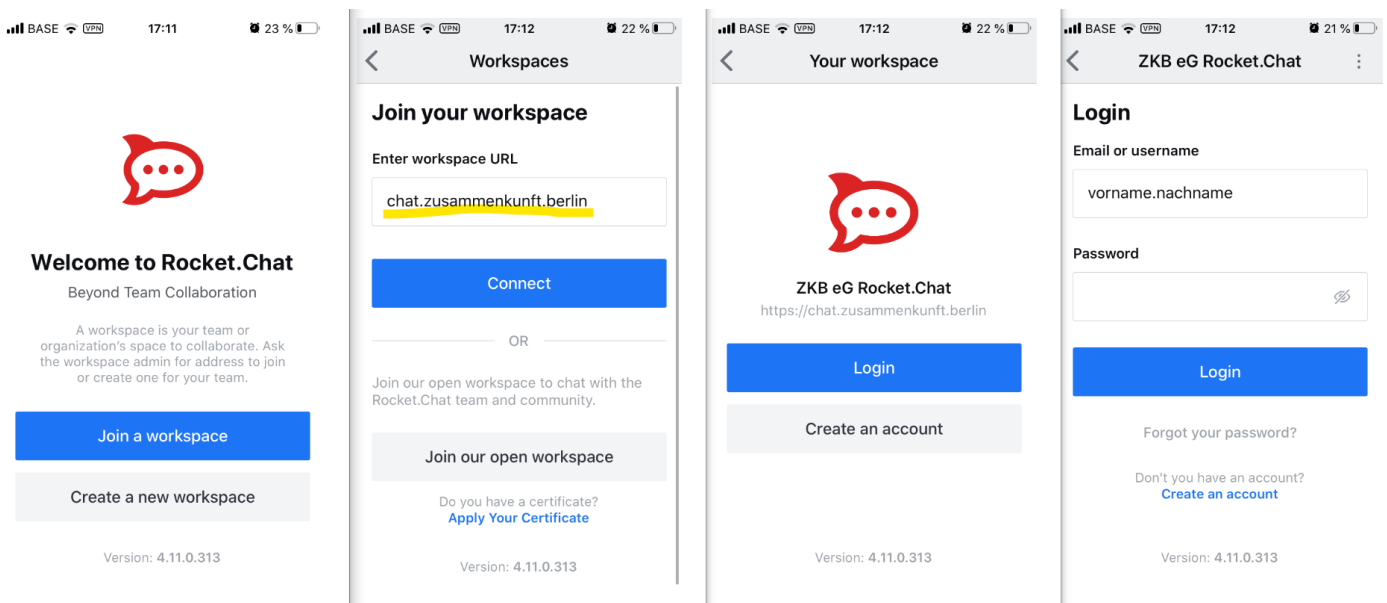 BASE VPN 17:11 23 %
Welcome to Rocket.Chat
Beyond Team Collaboration
A workspace is your team or
organization's space to collaborate. Ask
the workspace admin for address to join
or create one for your team.
Join a workspace
Create a new workspace
Version: 4.11.0.313
BASE VPN 17:12 22 %
Workspaces
Join your workspace
Enter workspace URL
chat.zusammenkunft.berlin
Connect
OR
Join our open workspace to chat with the
Rocket.Chat team and community.
Join our open workspace
Do you have a certificate?
Apply Your Certificate
Version: 4.11.0.313
BASE VPN 17:12 22 %
Your workspace
ZKB eG Rocket.Chat
https://chat.zusammenkunft.berlin
Login
Create an account
Version: 4.11.0.313
BASE VPN 17:12 21 %
ZKB eG Rocket.Chat
Login
Email or username
vorname.nachname
Password
Login
Forgot your password?
Don't you have an account?
Create an account
Version: 4.11.0.313